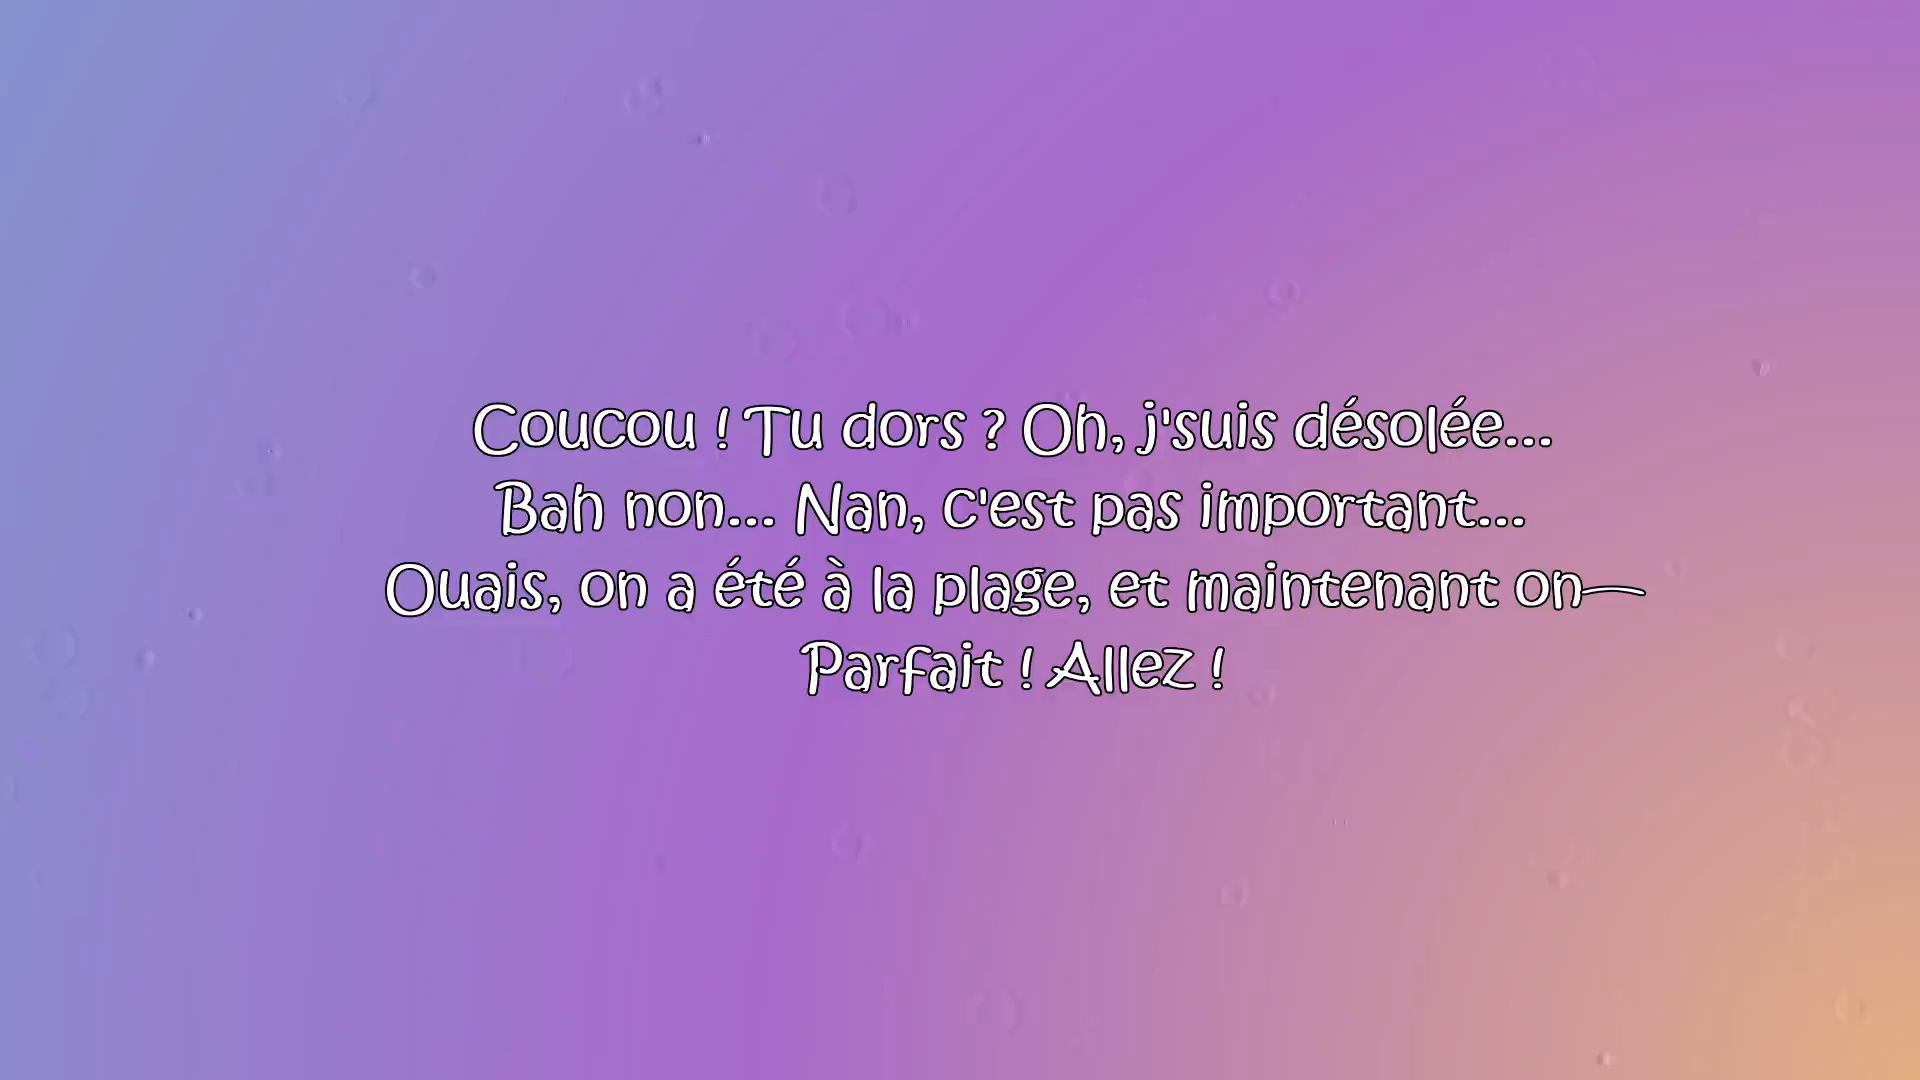 Coucou ! Tu dors ? Oh, j'suis désolée...
Bah non... Nan, c'est pas important...
Ouais, on a été à la plage, et maintenant on—
Parfait ! Allez !